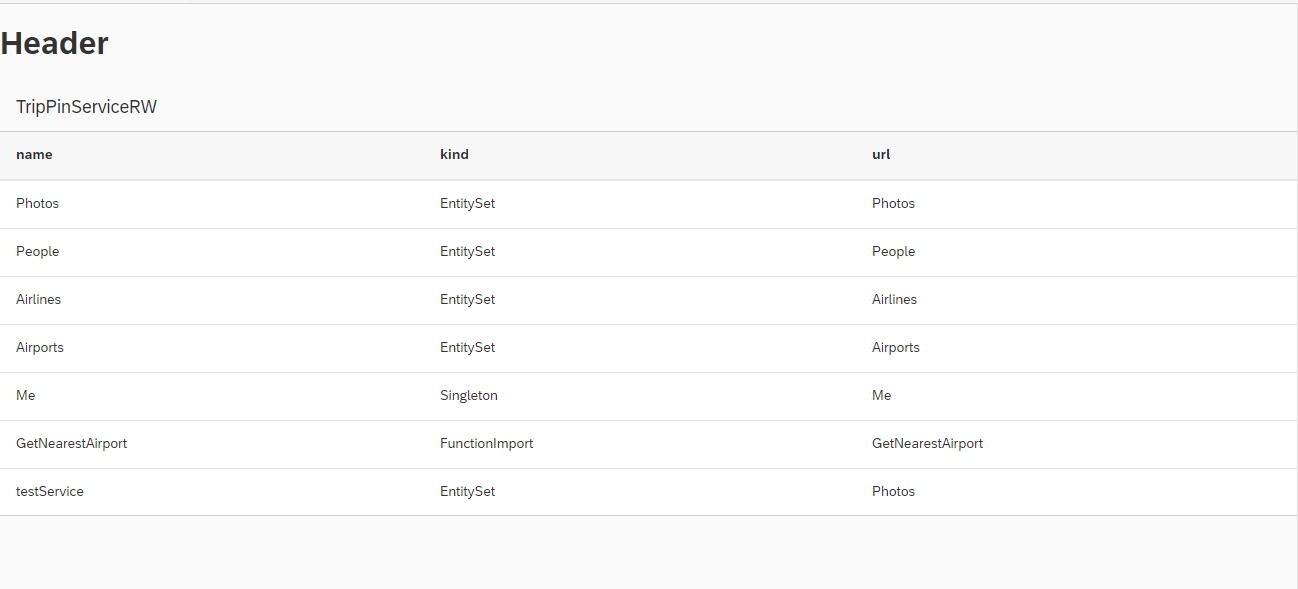 Header
TripPinServiceRW
name kind url
Photos EntitySet Photos
People EntitySet People
Airlines EntitySet Airlines
Airports EntitySet Airports
Me Singleton Me
GetNearestAirport FunctionImport GetNearestAirport
testService EntitySet Photos